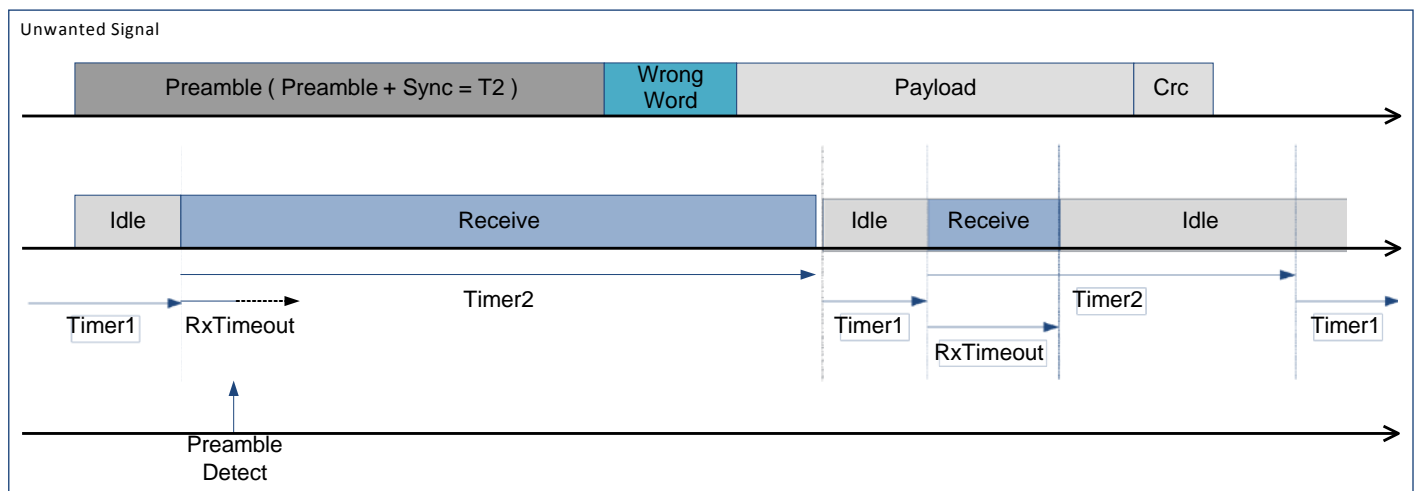 Unwanted Signal
Preamble ( Preamble + Sync = T2 )
Wrong
Word
Payload
Crc
Idle
Receive
Idle
Receive
Idle
Timer2
Timer2
Timer1
RxTimeout
Timer1
Timer1
RxTimeout
Preamble
Detect